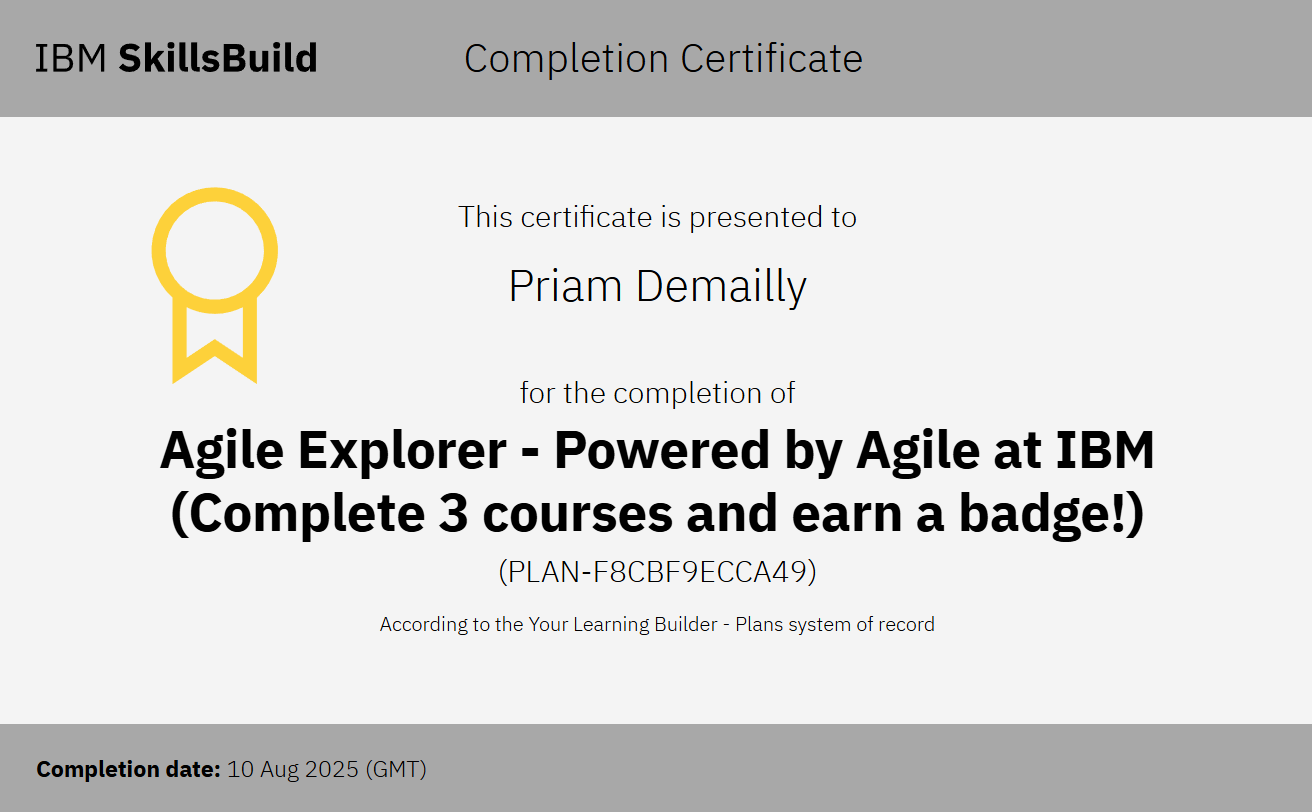 IBM SkillsBuild
Completion Certificate
This certificate is presented to
Priam Demailly
for the completion of
Agile Explorer - Powered by Agile at IBM
(Complete 3 courses and earn a badge!)
(PLAN-F8CBF9ECCA49)
According to the Your Learning Builder - Plans system of record
Completion date: 10 Aug 2025 (GMT)